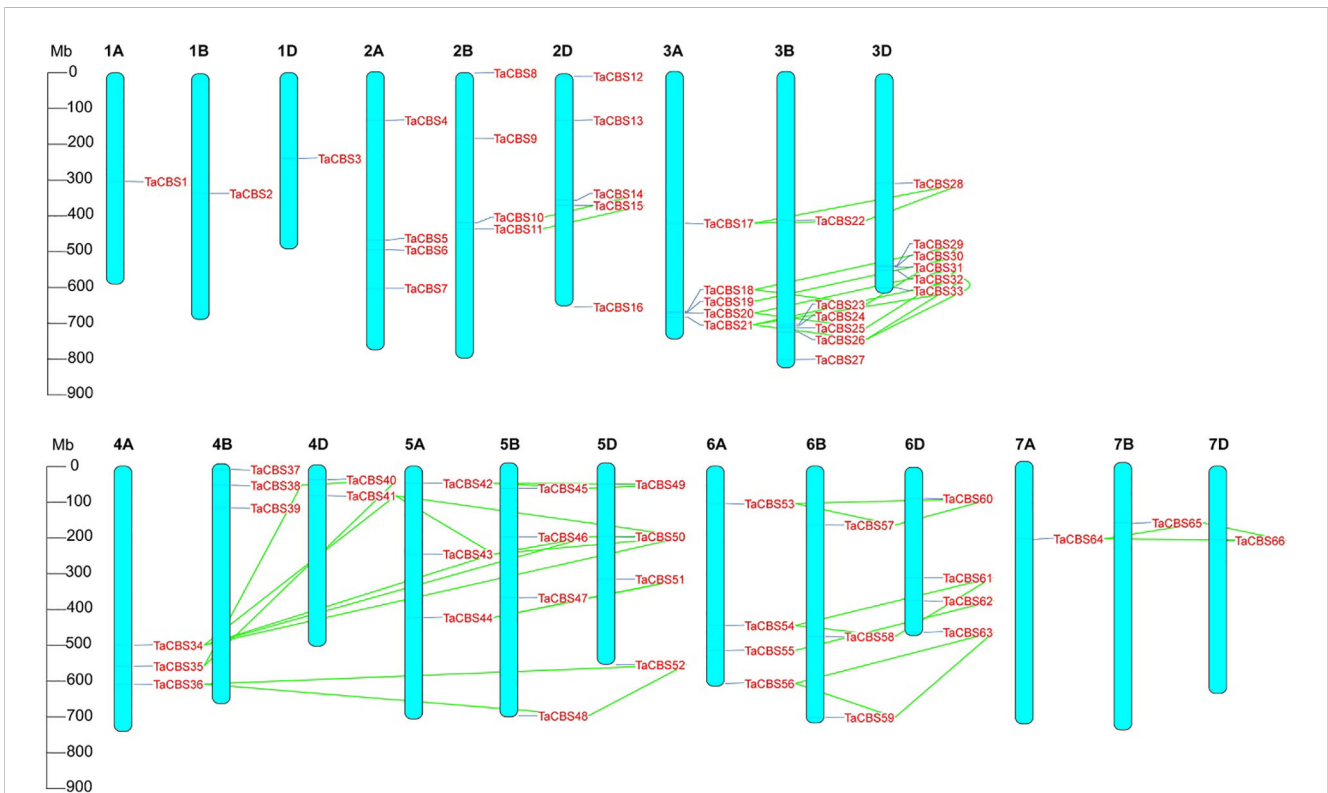 Mb 1A 1B 1D 2A 2B 2D 3A 3B 3D
0
100
200
300
400
500
600
700
800
900
TaCBS1
TaCBS2
TaCBS3
TaCBS4
TaCBS5
TaCBS6
TaCBS7
TaCBS8
TaCBS9
TaCBS10
TaCBS11
TaCBS12
TaCBS13
TaCBS14
TaCBS15
TaCBS16
TaCBS17
TaCBS18
TaCBS19
TaCBS20
TaCBS21
TaCBS22
TaCBS23
TaCBS24
TaCBS25
TaCBS26
TaCBS27
TaCBS28
TaCBS29
TaCBS30
TaCBS31
TaCBS32
TaCBS33
Mb 4A 4B 4D 5A 5B 5D 6A 6B 6D 7A 7B 7D
0
100
200
300
400
500
600
700
800
900
TaCBS34
TaCBS35
TaCBS36
TaCBS37
TaCBS38
TaCBS39
TaCBS40
TaCBS41
TaCBS42
TaCBS43
TaCBS44
TaCBS45
TaCBS46
TaCBS47
TaCBS48
TaCBS49
TaCBS50
TaCBS51
TaCBS52
TaCBS53
TaCBS54
TaCBS55
TaCBS56
TaCBS57
TaCBS58
TaCBS59
TaCBS60
TaCBS61
TaCBS62
TaCBS63
TaCBS64
TaCBS65
TaCBS66